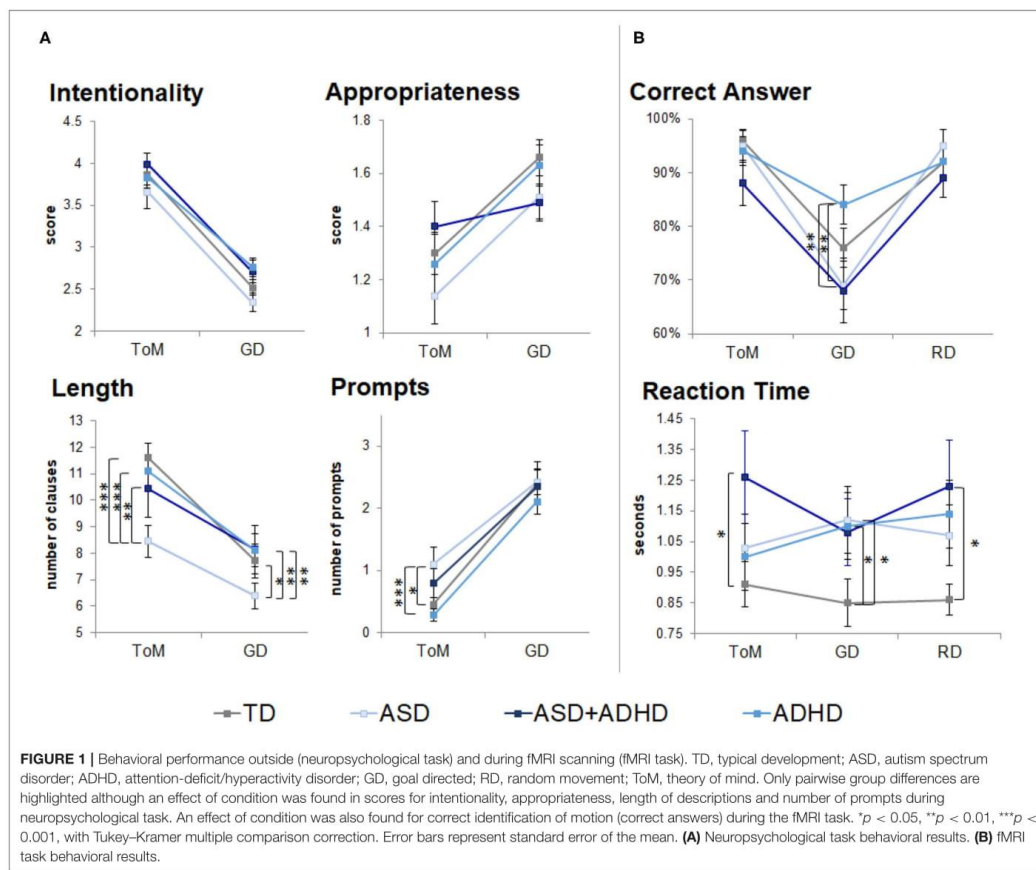 A
B
Intentionality
Appropriateness
Correct Answer
4.5
4
3.5
3
2.5
2
score
ToM
GD
1.8
1.6
1.4
1.2
1
score
ToM
GD
100%
90%
80%
70%
60%
**
**
ToM
GD
RD
Length
Prompts
Reaction Time
13
12
11
10
9
8
7
6
5
number of clauses
***
***
**
*
**
**
ToM
GD
3
2
1
0
number of prompts
***
*
ToM
GD
1.45
1.35
1.25
1.15
1.05
0.95
0.85
0.75
seconds
*
*
*
*
ToM
GD
RD
TD
ASD
ASD+ADHD
ADHD
FIGURE 1 | Behavioral performance outside (neuropsychological task) and during fMRI scanning (fMRI task). TD, typical development; ASD, autism spectrum
disorder; ADHD, attention-deficit/hyperactivity disorder; GD, goal directed; RD, random movement; ToM, theory of mind. Only pairwise group differences are
highlighted although an effect of condition was found in scores for intentionality, appropriateness, length of descriptions and number of prompts during
neuropsychological task. An effect of condition was also found for correct identification of motion (correct answers) during the fMRI task. *p < 0.05, **p < 0.01, ***p <
0.001, with Tukey–Kramer multiple comparison correction. Error bars represent standard error of the mean. (A) Neuropsychological task behavioral results. (B) fMRI
task behavioral results.